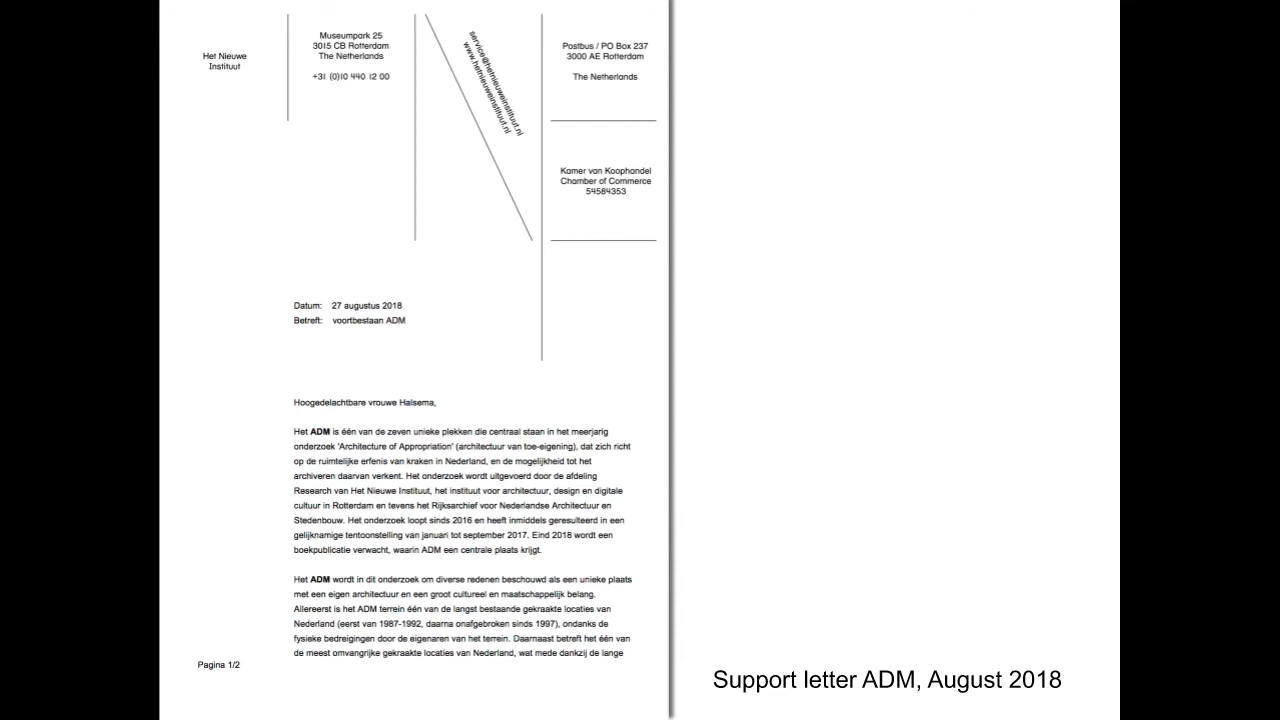 Het Nieuwe
Instituut
Museumpark 25
3015 CB Rotterdam
The Netherlands
+31 (0)10 440 12 00
service@hetnieuweinstituut.nl
www.hetnieuweinstituut.nl
Postbus / PO Box 237
3000 AE Rotterdam
The Netherlands
Kamer van Koophandel
Chamber of Commerce
54584353
Datum: 27 augustus 2018
Betreft: voortbestaan ADM
Hoogedelachtbare vrouwe Halsema,
Het ADM is één van de zeven unieke plekken die centraal staan in het meerjarig
onderzoek 'Architecture of Appropriation' (architectuur van toe-eigening), dat zich richt
op de ruimtelijke erfenis van kraken in Nederland, en de mogelijkheid tot het
archiveren daarvan verkent. Het onderzoek wordt uitgevoerd door de afdeling
Research van Het Nieuwe Instituut, het instituut voor architectuur, design en digitale
cultuur in Rotterdam en tevens het Rijksarchief voor Nederlandse Architectuur en
Stedenbouw. Het onderzoek loopt sinds 2016 en heeft inmiddels geresulteerd in een
gelijknamige tentoonstelling van januari tot september 2017. Eind 2018 wordt een
boekpublicatie verwacht, waarin ADM een centrale plaats krijgt.
Het ADM wordt in dit onderzoek om diverse redenen beschouwd als een unieke plaats
met een eigen architectuur en een groot cultureel en maatschappelijk belang.
Allereerst is het ADM terrein één van de langst bestaande gekraakte locaties van
Nederland (eerst van 1987-1992, daarna onafgebroken sinds 1997), ondanks de
fysieke bedreigingen door de eigenaren van het terrein. Daarnaast betreft het één van
de meest omvangrijke gekraakte locaties van Nederland, wat mede dankzij de lange
Pagina 1/2
Support letter ADM, August 2018